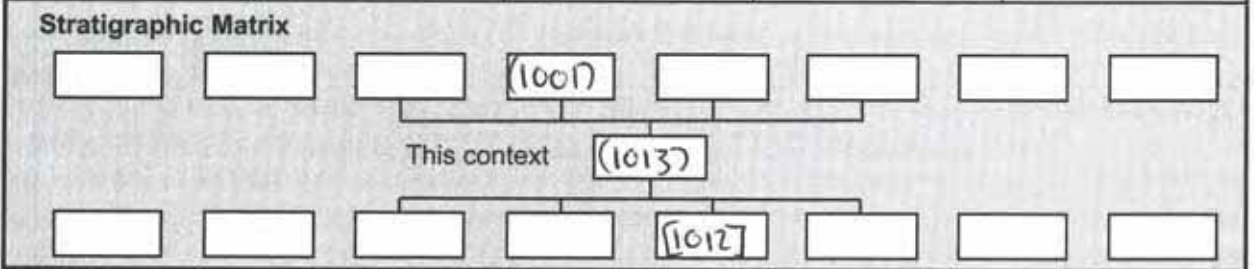 Stratigraphic Matrix
(1001)
This context (1013)
[1012]